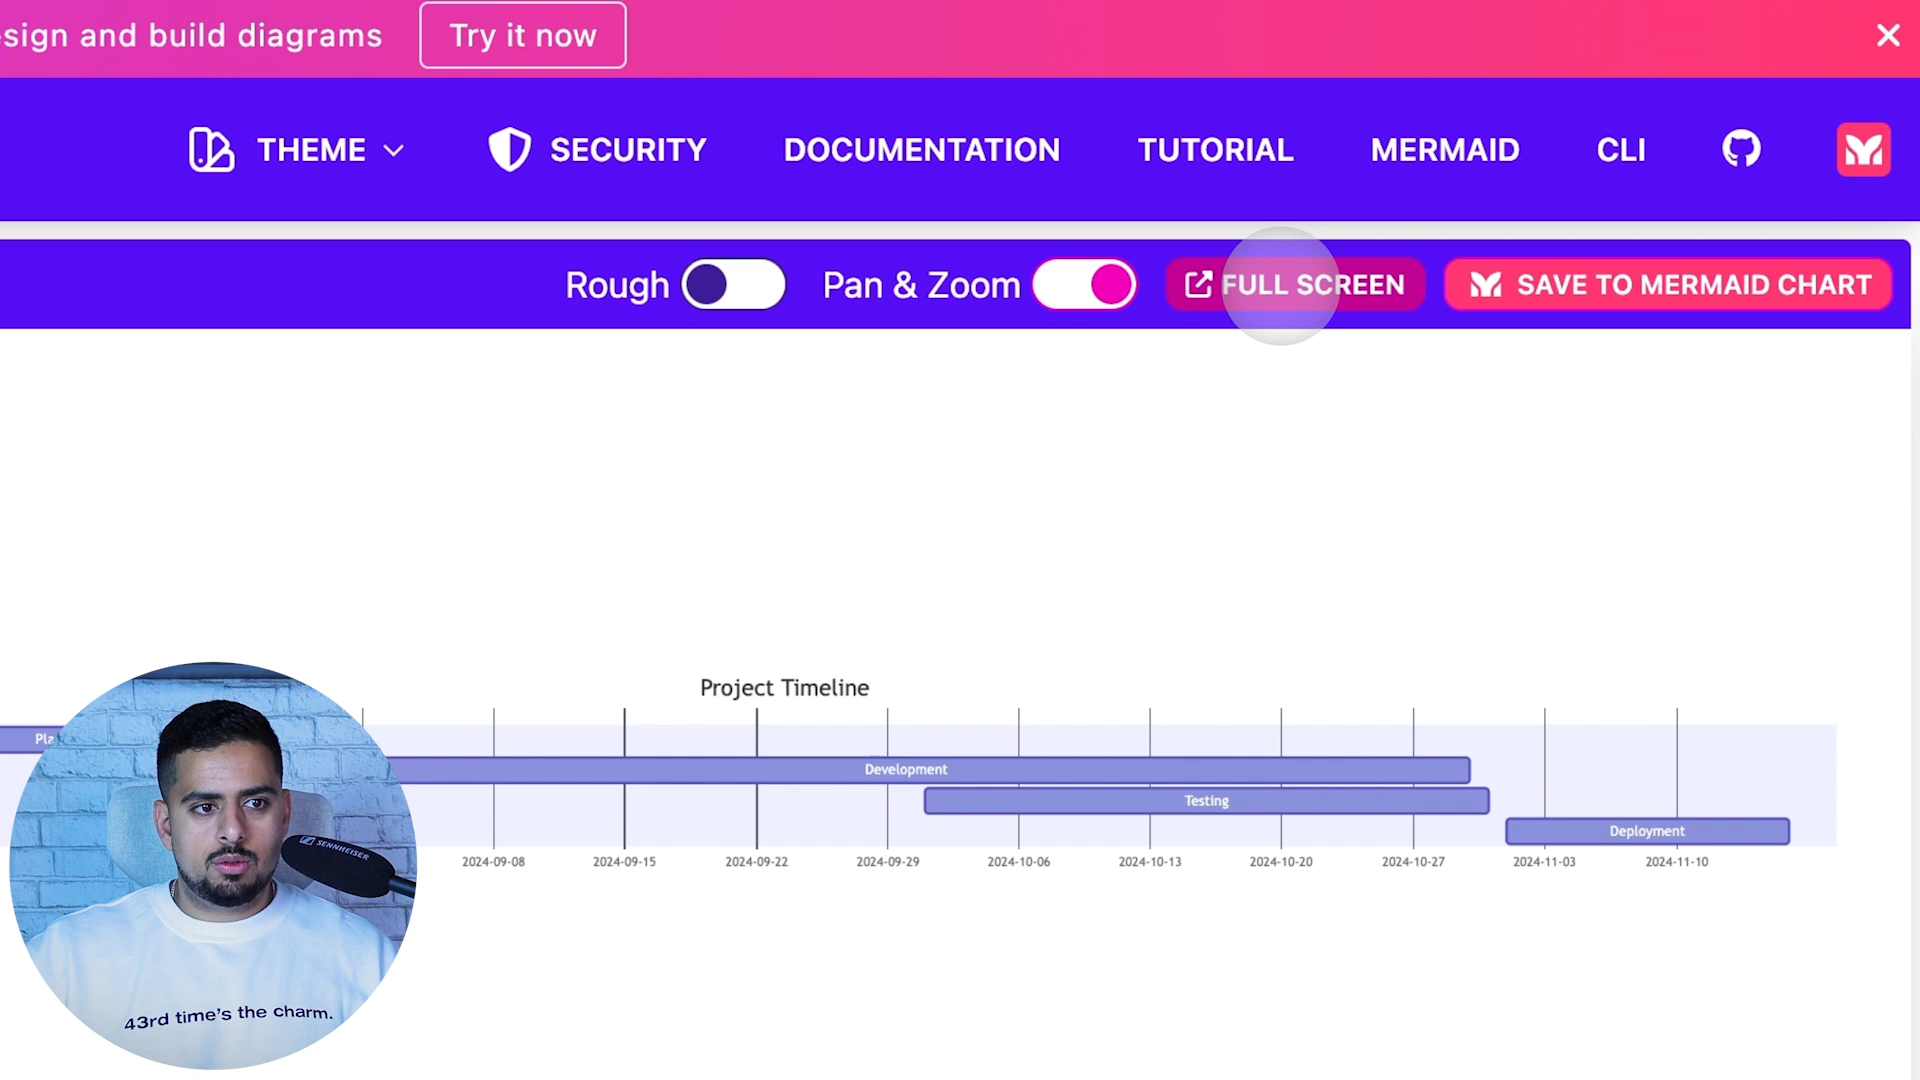 sign and build diagrams Try it now
THEME SECURITY DOCUMENTATION TUTORIAL MERMAID CLI
Rough Pan & Zoom FULL SCREEN SAVE TO MERMAID CHART
Project Timeline
Pla
Development
Testing
Deployment
2024-09-08 2024-09-15 2024-09-22 2024-09-29 2024-10-06 2024-10-13 2024-10-20 2024-10-27 2024-11-03 2024-11-10
SENNHEISER
43rd time's the charm.